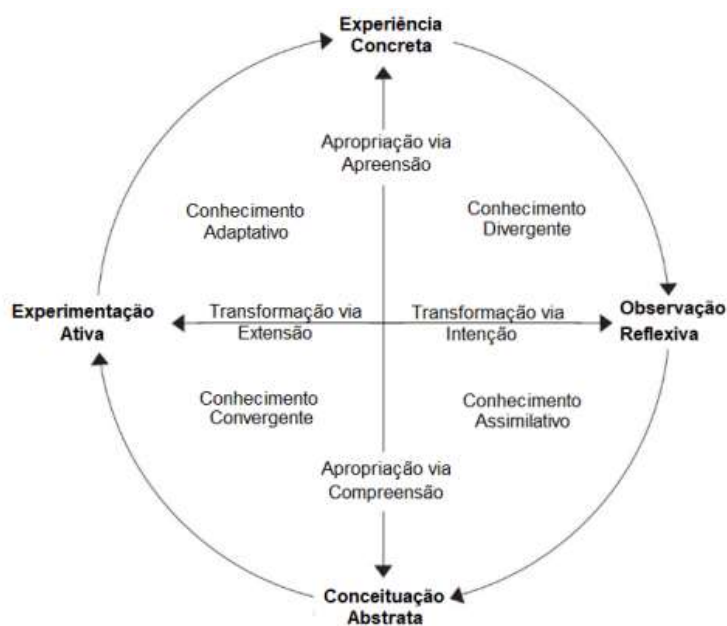 Experiência
Concreta
Apropriação via
Apreensão
Conhecimento
Adaptativo
Conhecimento
Divergente
Experimentação
Ativa
Transformação via
Extensão
Transformação via
Intenção
Observação
Reflexiva
Conhecimento
Convergente
Conhecimento
Assimilativo
Apropriação via
Compreensão
Conceituação
Abstrata